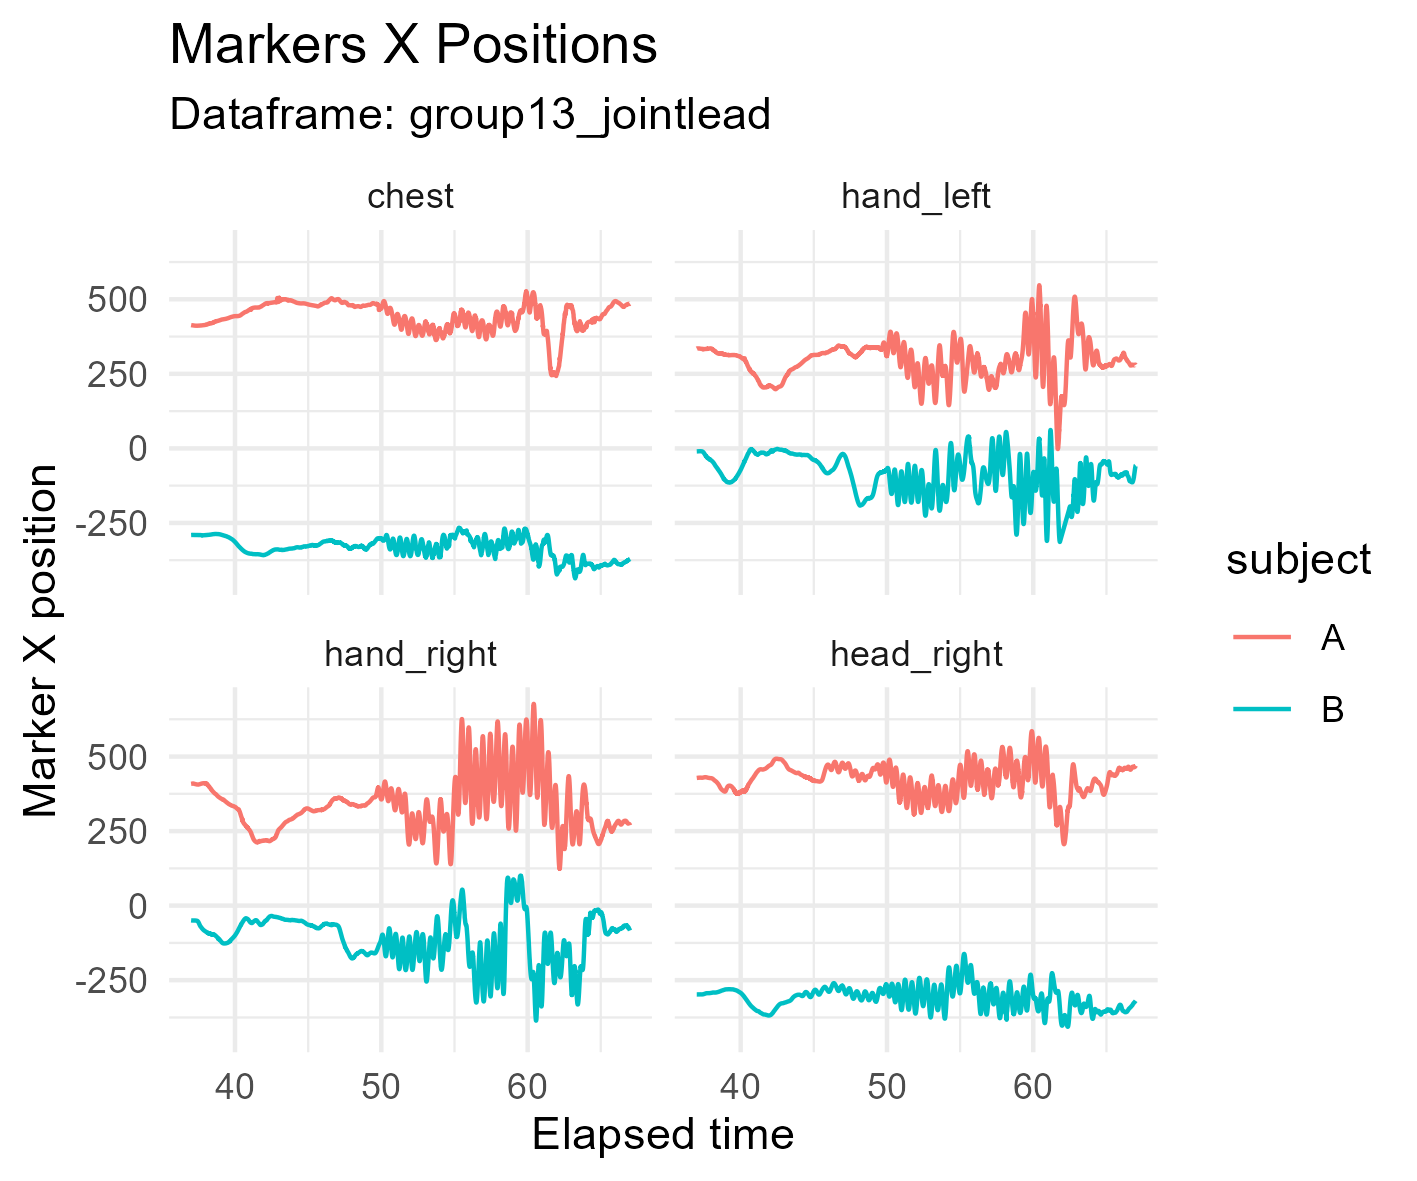 Markers X Positions
Dataframe: group13_jointlead
chest
hand_left
500
250
0
-250
hand_right
head_right
500
250
0
-250
40
50
60
40
50
60
Elapsed time
Marker X position
subject
A
B